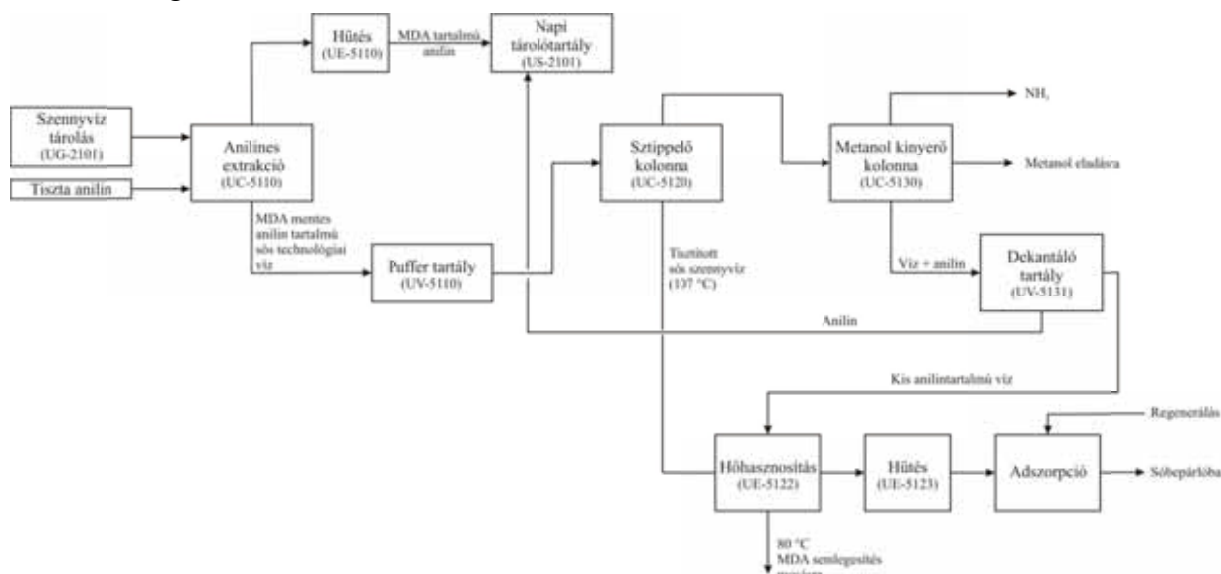 Hűtés
(UE-5110)
MDA tartalmú
anilin
Napi
tárolótartály
(US-2101)
Szennyvíz
tárolás
(UG-2101)
Tiszta anilin
Anilines
extrakció
(UC-5110)
MDA mentes
anilin tartalmú
sós technológiai
víz
Puffer tartály
(UV-5110)
Sztippelő
kolonna
(UC-5120)
Metanol kinyerő
kolonna
(UC-5130)
NH,
Metanol eladásra
Tisztított
sós szennyvíz
(137 °C)
Víz + anilin
Dekantáló
tartály
(UV-5131)
Anilin
Kis anilintartalmú víz
Regenerálás
Hőhasznosítás
(UE-5122)
Hűtés
(UE-5123)
Adszorpció
Sóbepárlóba
80 °C
MDA semlegesítés